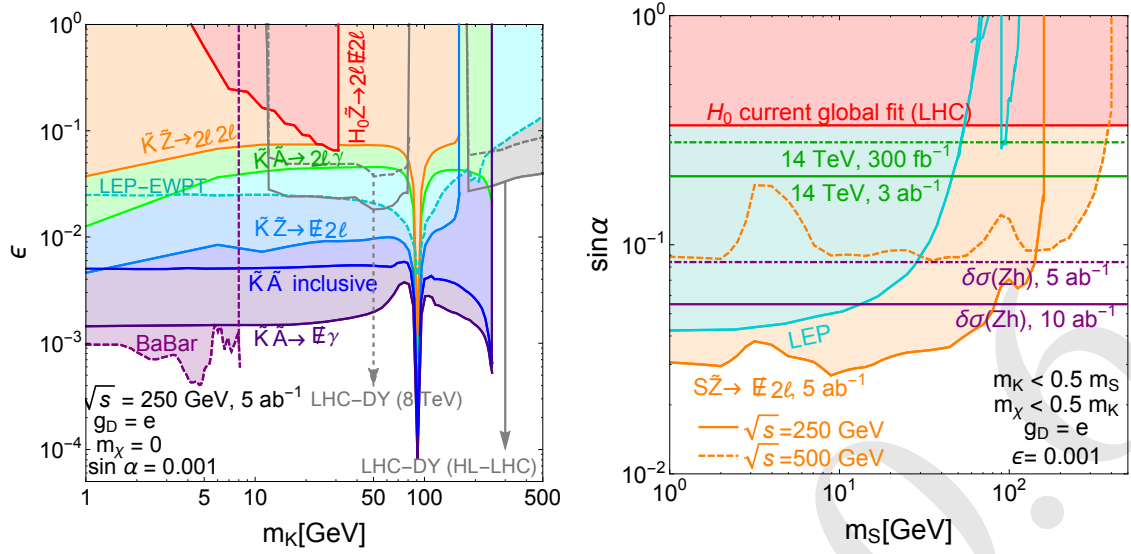 10⁰
10⁻¹
10⁻²
10⁻³
10⁻⁴
ϵ
K̃Z̃→2ℓ2ℓ
H₀Z̃→2ℓE̸2ℓ
K̃Ã→2ℓγ
LEP-EWPT
K̃Z̃→E̸2ℓ
K̃Ã inclusive
K̃Ã→E̸γ
BaBar
√s = 250 GeV, 5 ab⁻¹
LHC-DY (8 TeV)
g_D = e
m_χ = 0
sin α = 0.001
LHC-DY (HL-LHC)
1 5 10 50 100 500
m_K[GeV]
10⁰
10⁻¹
10⁻²
sinα
H₀ current global fit (LHC)
14 TeV, 300 fb⁻¹
14 TeV, 3 ab⁻¹
δσ(Zh), 5 ab⁻¹
δσ(Zh), 10 ab⁻¹
LEP
SZ̃→ E̸2ℓ, 5 ab⁻¹
√s=250 GeV
√s=500 GeV
m_K < 0.5 m_S
m_χ < 0.5 m_K
g_D = e
ϵ= 0.001
10⁰ 10¹ 10²
m_S[GeV]